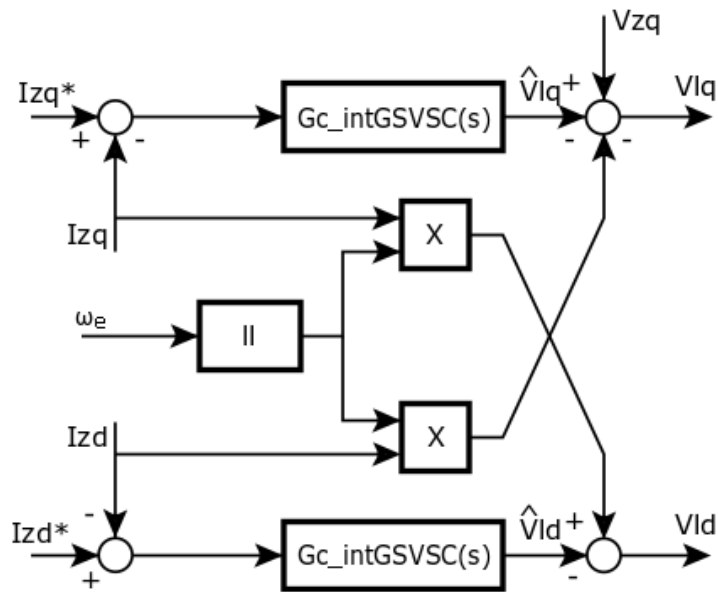 Vzq
Izq*
Gc_intGSVSC(s)
V̂lq
+
Vlq
+
-
-
-
Izq
X
ωe
ll
Izd
X
-
Izd*
Gc_intGSVSC(s)
V̂ld
+
Vld
+
-